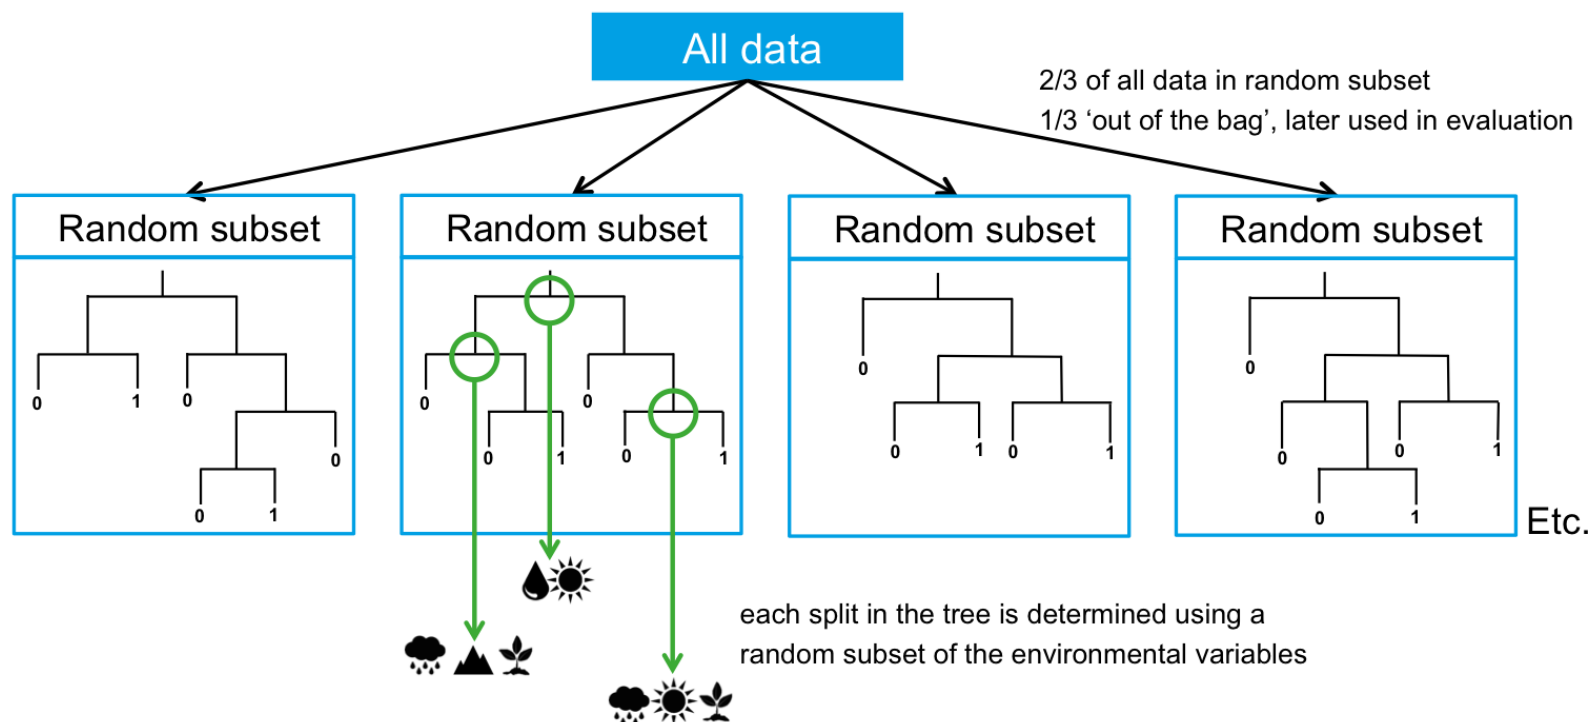 All data
2/3 of all data in random subset
1/3 ‘out of the bag’, later used in evaluation
Random subset
Random subset
Random subset
Random subset
0 1 0
0
0 1
0 0
0 1 0 1
0
0 1 0 1
0
0 0 1
0 1
Etc.
each split in the tree is determined using a
random subset of the environmental variables